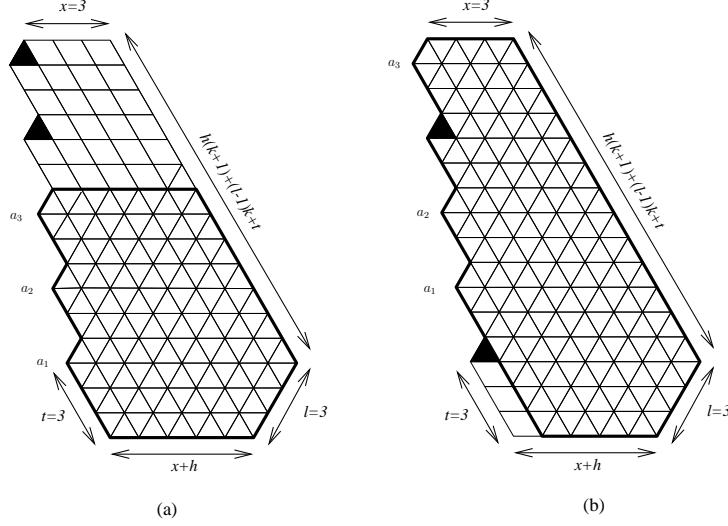 x=3
a₃
a₂
a₁
t=3
x+h
l=3
h(k+1)+(l-1)k+t
(a)
x=3
a₃
a₂
a₁
t=3
x+h
l=3
h(k+1)+(l-1)k+t
(b)